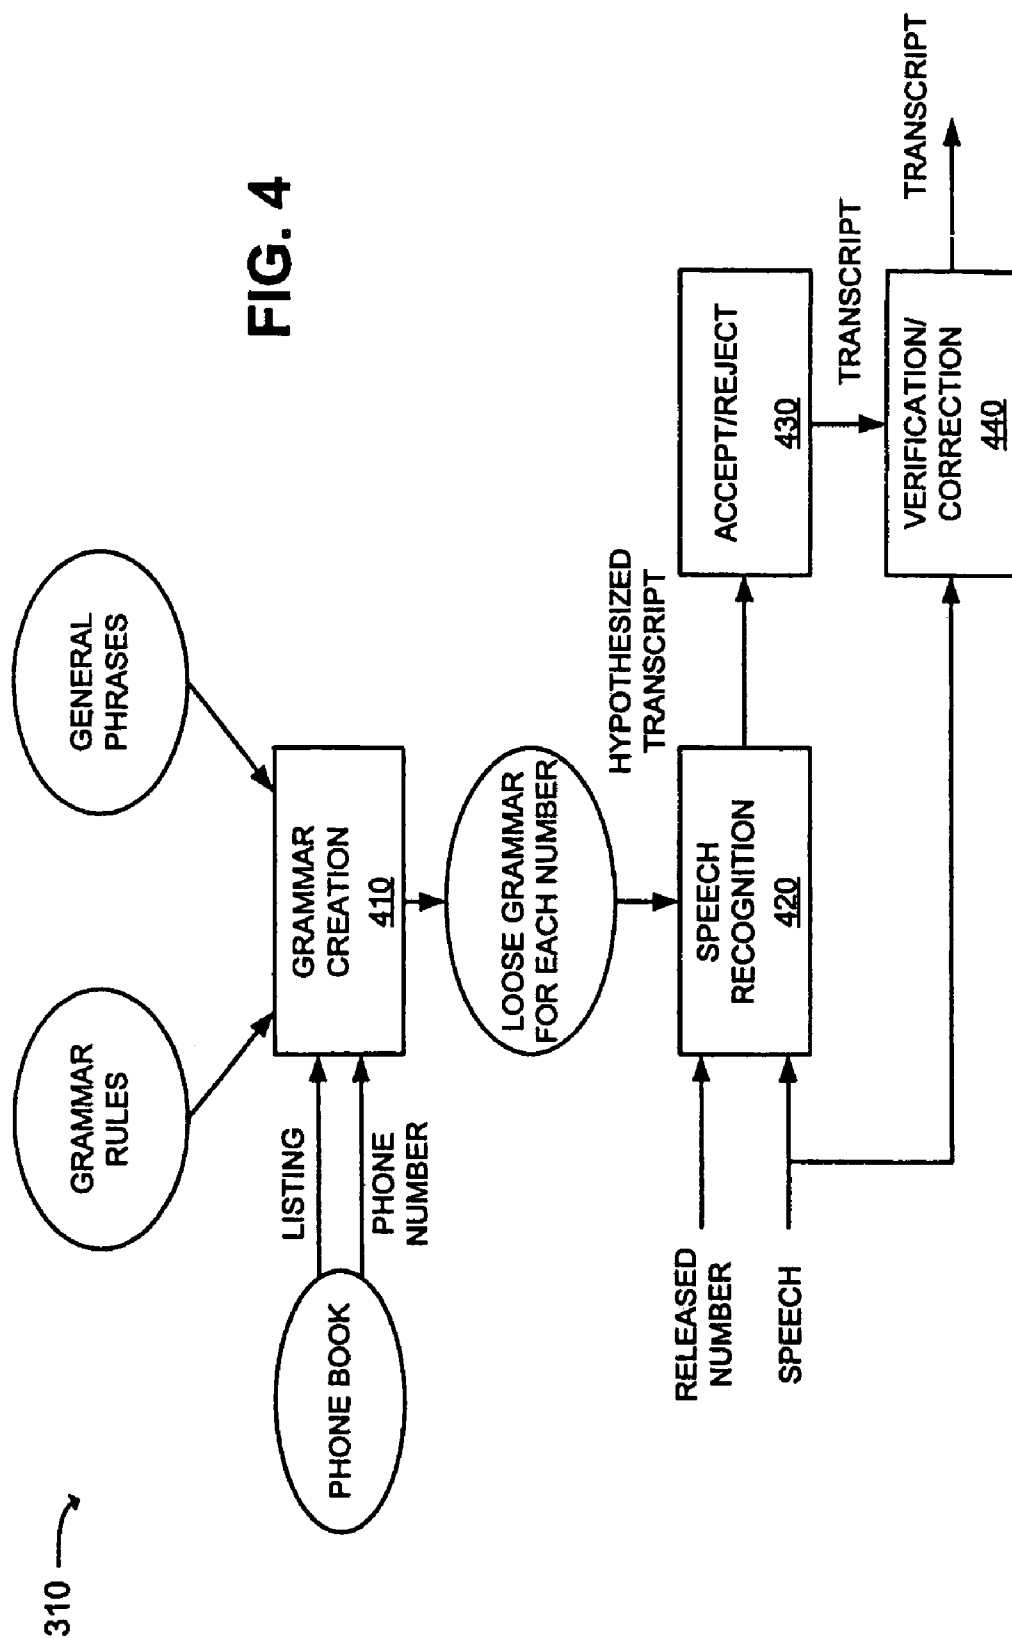 310
FIG. 4
GRAMMAR
RULES
GENERAL
PHRASES
PHONE BOOK
LISTING
PHONE
NUMBER
GRAMMAR
CREATION
410
LOOSE GRAMMAR
FOR EACH NUMBER
RELEASED
NUMBER
SPEECH
SPEECH
RECOGNITION
420
HYPOTHESIZED
TRANSCRIPT
ACCEPT/REJECT
430
TRANSCRIPT
VERIFICATION/
CORRECTION
440
TRANSCRIPT